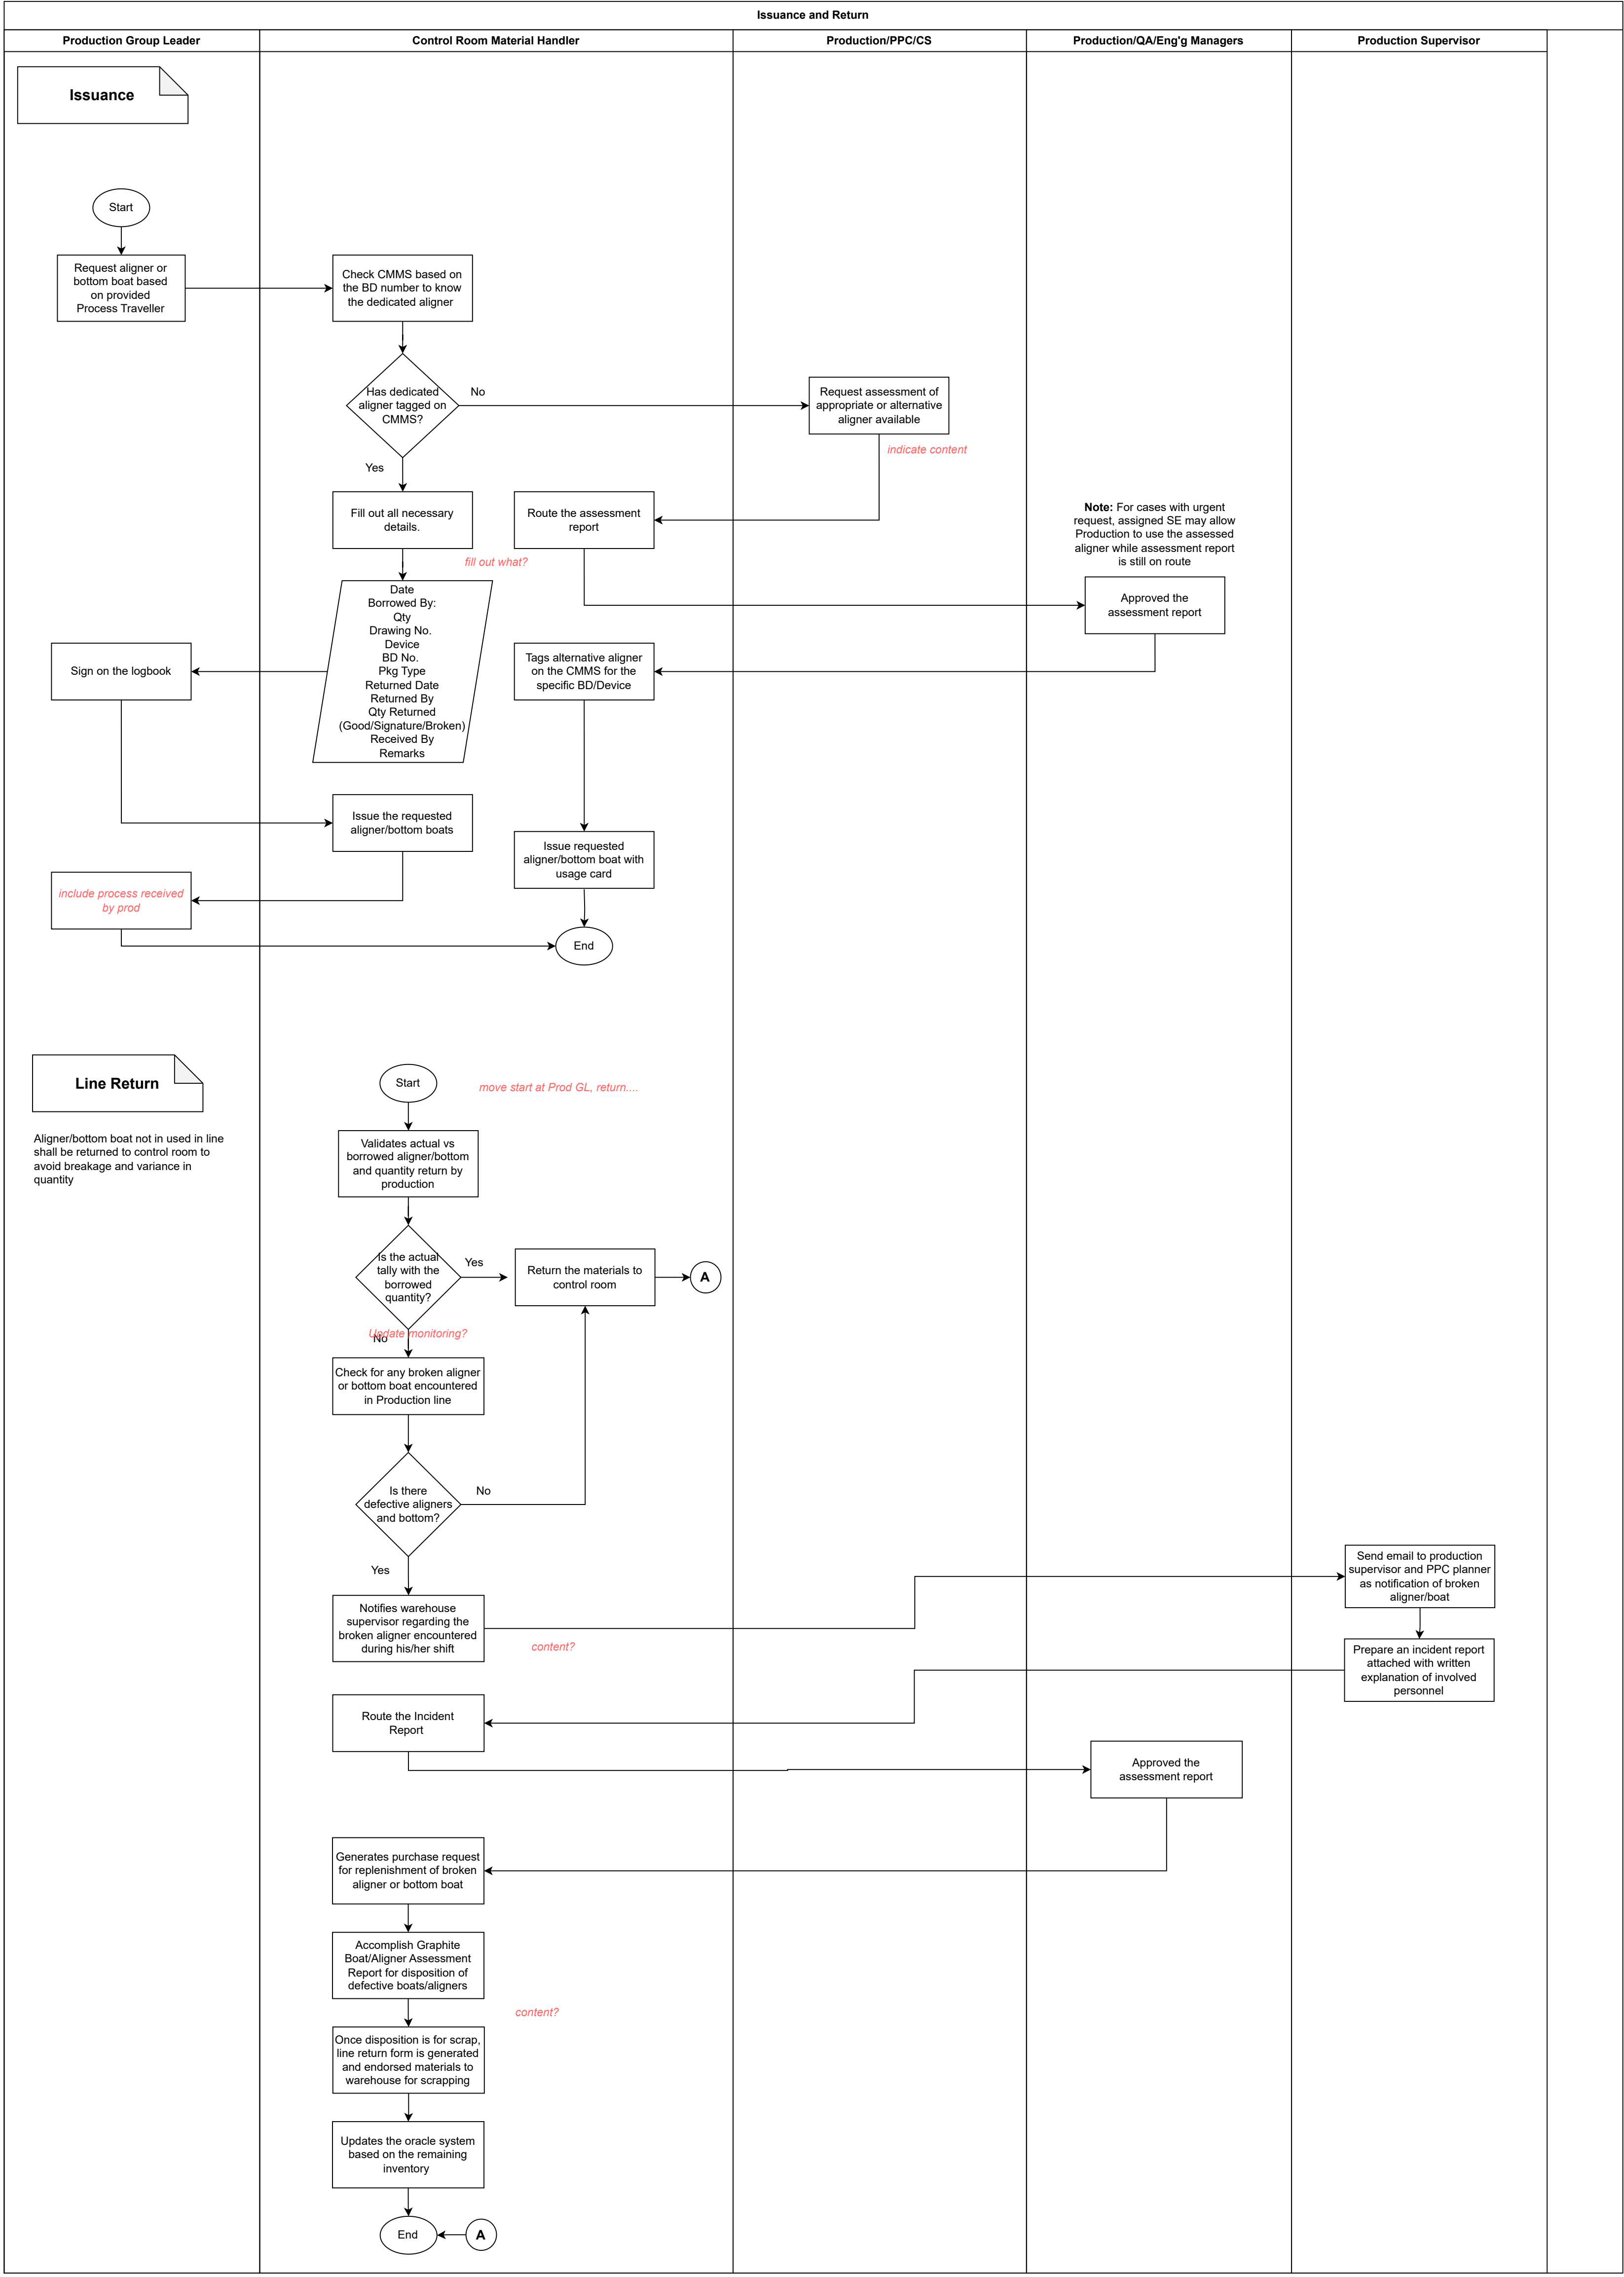 Issuance and Return
Production Group Leader
Control Room Material Handler
Production/PPC/CS
Production/QA/Eng'g Managers
Production Supervisor
Issuance
Start
Request aligner or
bottom boat based
on provided
Process Traveller
Check CMMS based on
the BD number to know
the dedicated aligner
Has dedicated
aligner tagged on
CMMS?
No
Request assessment of
appropriate or alternative
aligner available
indicate content
Yes
Fill out all necessary
details.
fill out what?
Route the assessment
report
Note: For cases with urgent
request, assigned SE may allow
Production to use the assessed
aligner while assessment report
is still on route
Approved the
assessment report
Date
Borrowed By:
Qty
Drawing No.
Device
BD No.
Pkg Type
Returned Date
Returned By
Qty Returned
(Good/Signature/Broken)
Received By
Remarks
Sign on the logbook
Tags alternative aligner
on the CMMS for the
specific BD/Device
Issue the requested
aligner/bottom boats
Issue requested
aligner/bottom boat with
usage card
include process received
by prod
End
Line Return
Aligner/bottom boat not in used in line
shall be returned to control room to
avoid breakage and variance in
quantity
Start
move start at Prod GL, return....
Validates actual vs
borrowed aligner/bottom
and quantity return by
production
Is the actual
tally with the
borrowed
quantity?
Yes
Return the materials to
control room
A
Update monitoring?
No
Check for any broken aligner
or bottom boat encountered
in Production line
Is there
defective aligners
and bottom?
No
Yes
Notifies warehouse
supervisor regarding the
broken aligner encountered
during his/her shift
content?
Send email to production
supervisor and PPC planner
as notification of broken
aligner/boat
Prepare an incident report
attached with written
explanation of involved
personnel
Route the Incident
Report
Approved the
assessment report
Generates purchase request
for replenishment of broken
aligner or bottom boat
Accomplish Graphite
Boat/Aligner Assessment
Report for disposition of
defective boats/aligners
content?
Once disposition is for scrap,
line return form is generated
and endorsed materials to
warehouse for scrapping
Updates the oracle system
based on the remaining
inventory
End
A